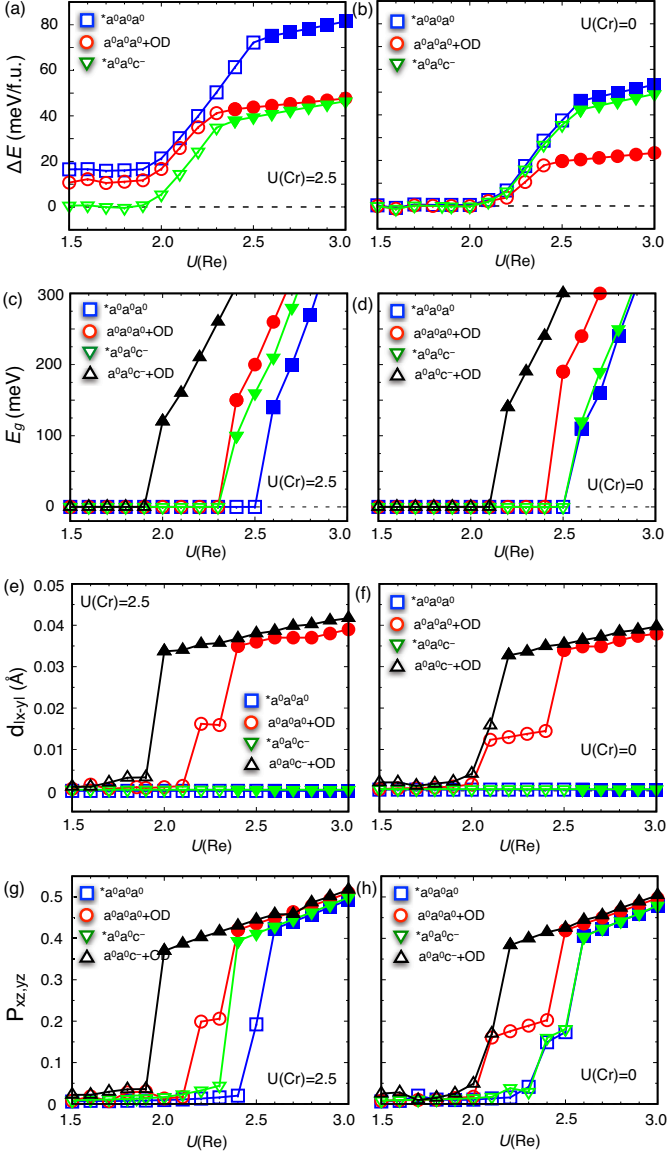 (a)
*a⁰a⁰a⁰
a⁰a⁰a⁰+OD
*a⁰a⁰c⁻
U(Cr)=2.5
ΔE (meV/f.u.)
80
60
40
20
0
1.5 2.0 2.5 3.0
U(Re)
(b)
*a⁰a⁰a⁰
a⁰a⁰a⁰+OD
*a⁰a⁰c⁻
U(Cr)=0
1.5 2.0 2.5 3.0
U(Re)
(c)
*a⁰a⁰a⁰
a⁰a⁰a⁰+OD
*a⁰a⁰c⁻
a⁰a⁰c⁻+OD
U(Cr)=2.5
Eg (meV)
300
200
100
0
1.5 2.0 2.5 3.0
U(Re)
(d)
*a⁰a⁰a⁰
a⁰a⁰a⁰+OD
*a⁰a⁰c⁻
a⁰a⁰c⁻+OD
U(Cr)=0
1.5 2.0 2.5 3.0
U(Re)
(e)
U(Cr)=2.5
*a⁰a⁰a⁰
a⁰a⁰a⁰+OD
*a⁰a⁰c⁻
a⁰a⁰c⁻+OD
d|x-y| (Å)
0.05
0.04
0.03
0.02
0.01
0
1.5 2.0 2.5 3.0
U(Re)
(f)
*a⁰a⁰a⁰
a⁰a⁰a⁰+OD
*a⁰a⁰c⁻
a⁰a⁰c⁻+OD
U(Cr)=0
1.5 2.0 2.5 3.0
U(Re)
(g)
*a⁰a⁰a⁰
a⁰a⁰a⁰+OD
*a⁰a⁰c⁻
a⁰a⁰c⁻+OD
U(Cr)=2.5
Pxz,yz
0.5
0.4
0.3
0.2
0.1
0
1.5 2.0 2.5 3.0
U(Re)
(h)
*a⁰a⁰a⁰
a⁰a⁰a⁰+OD
*a⁰a⁰c⁻
a⁰a⁰c⁻+OD
U(Cr)=0
1.5 2.0 2.5 3.0
U(Re)